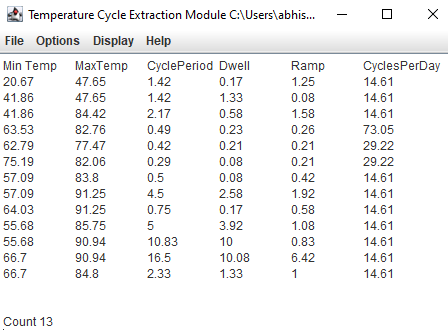 Temperature Cycle Extraction Module C:\Users\abhis...
File Options Display Help
Min Temp MaxTemp CyclePeriod Dwell Ramp CyclesPerDay
20.67 47.65 1.42 0.17 1.25 14.61
41.86 47.65 1.42 1.33 0.08 14.61
41.86 84.42 2.17 0.58 1.58 14.61
63.53 82.76 0.49 0.23 0.26 73.05
62.79 77.47 0.42 0.21 0.21 29.22
75.19 82.06 0.29 0.08 0.21 29.22
57.09 83.8 0.5 0.08 0.42 14.61
57.09 91.25 4.5 2.58 1.92 14.61
64.03 91.25 0.75 0.17 0.58 14.61
55.68 85.75 5 3.92 1.08 14.61
55.68 90.94 10.83 10 0.83 14.61
66.7 90.94 16.5 10.08 6.42 14.61
66.7 84.8 2.33 1.33 1 14.61
Count 13